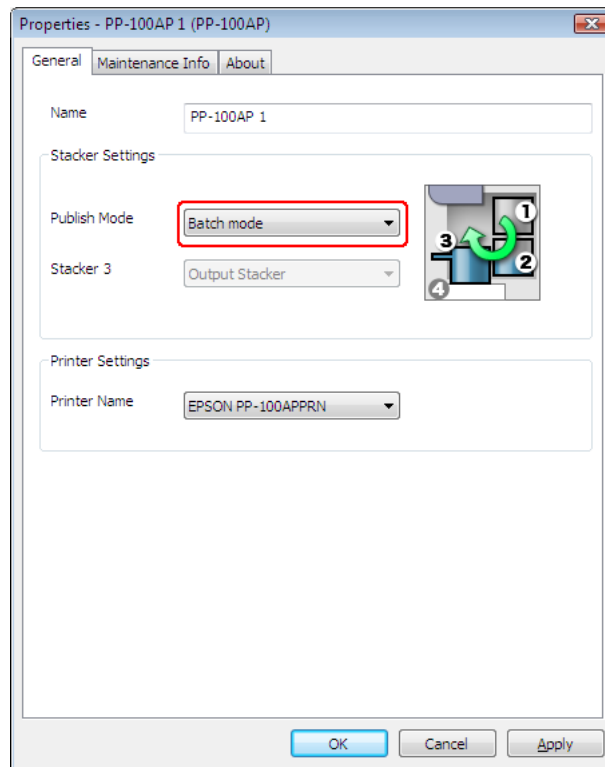 Properties - PP-100AP 1 (PP-100AP)
General Maintenance Info About
Name PP-100AP 1
Stacker Settings
Publish Mode Batch mode
Stacker 3 Output Stacker
1
3
2
4
Printer Settings
Printer Name EPSON PP-100APPRN
OK Cancel Apply